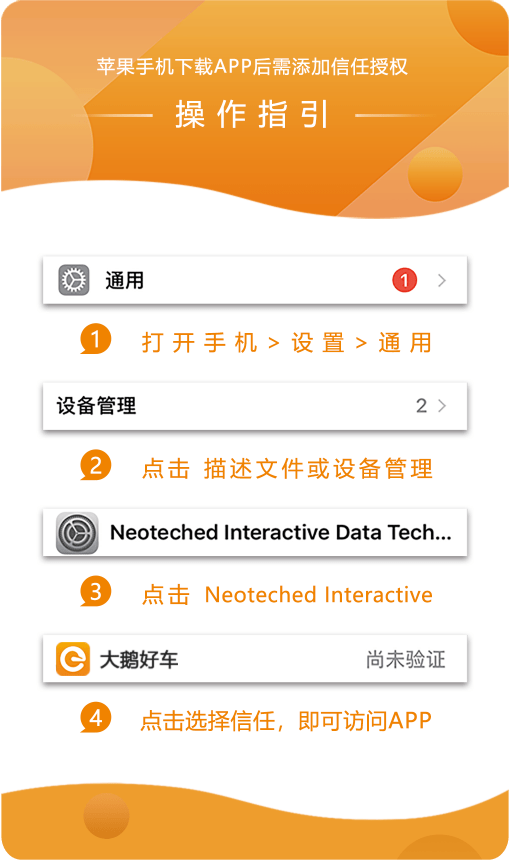 苹果手机下载APP后需添加信任授权
操作指引
通用 1
1 打开手机 > 设置 > 通用
设备管理 2
2 点击 描述文件或设备管理
Neoteched Interactive Data Tech...
3 点击 Neoteched Interactive
大鹅好车 尚未验证
4 点击选择信任，即可访问APP